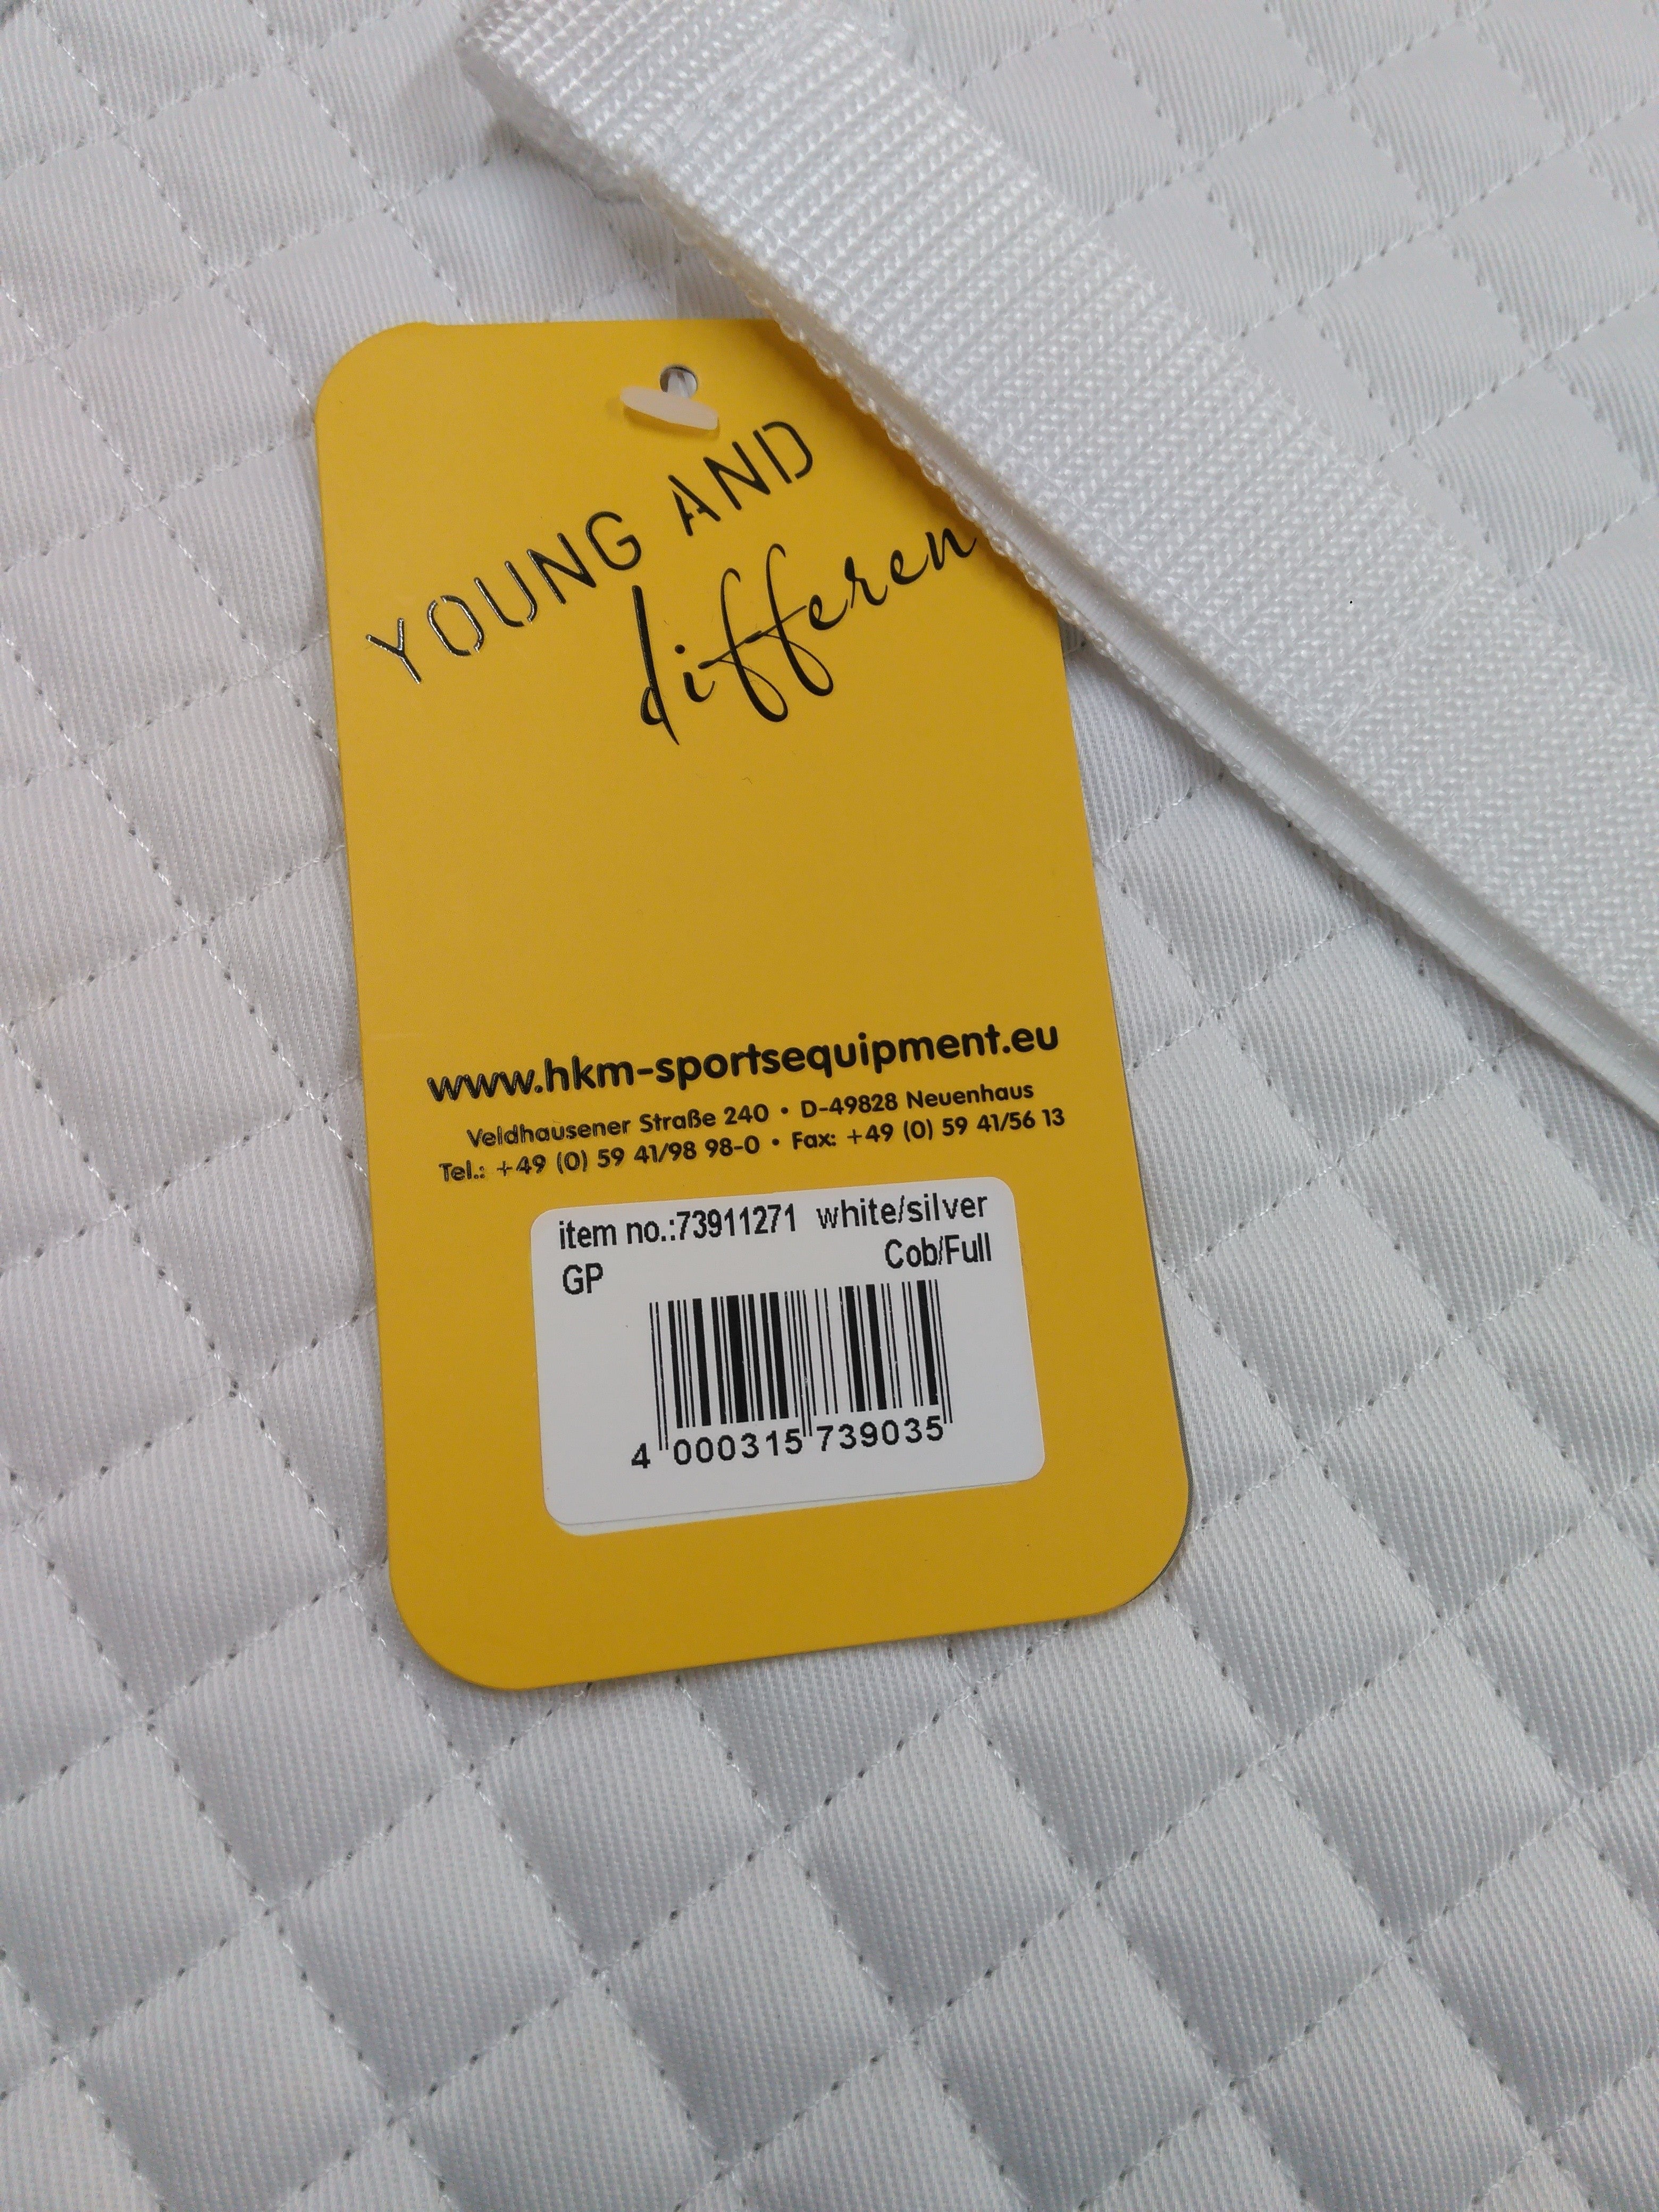 YOUNG AND
differen
www.hkm-sportsequipment.eu
Veldhausener Straße 240 • D-49828 Neuenhaus
Tel.: +49 (0) 59 41/98 98-0 • Fax: +49 (0) 59 41/56 13
item no.:73911271 white/silver
Cob/Full
GP
4 000315 739035